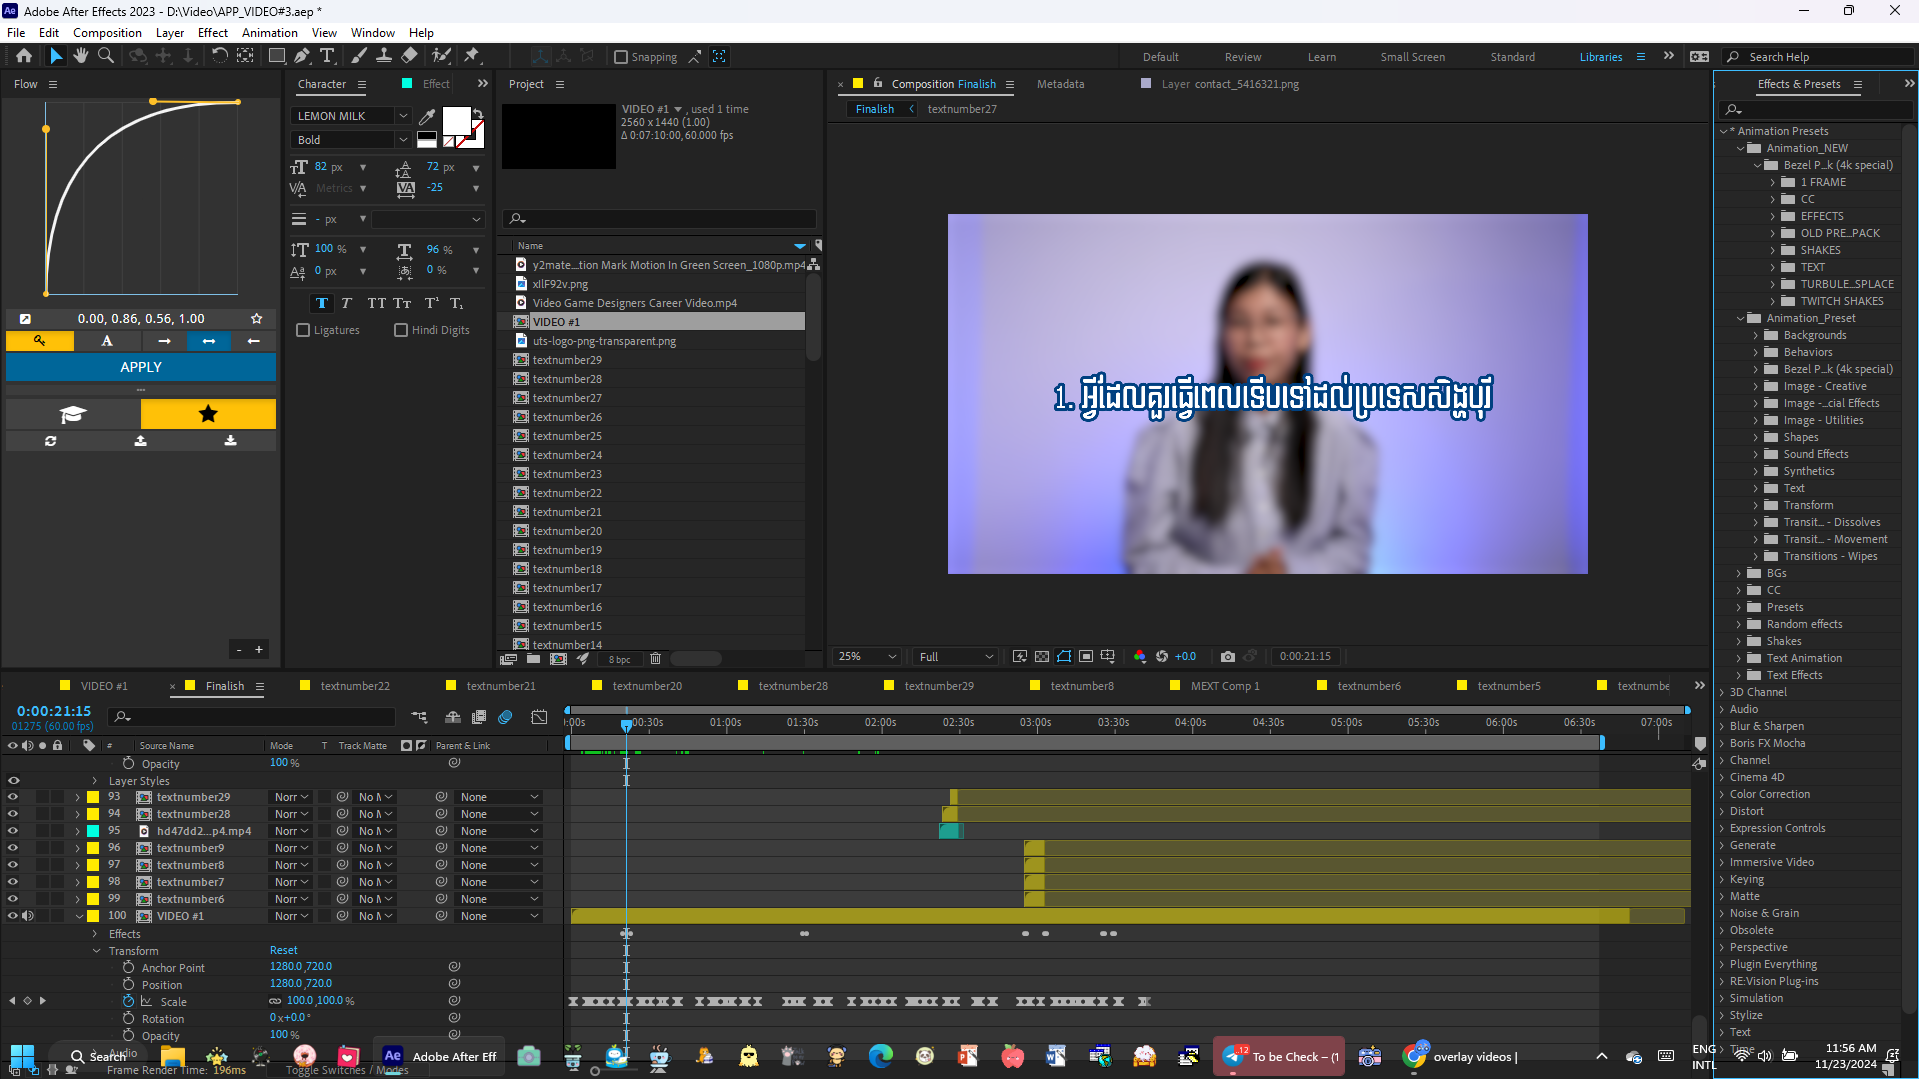 Adobe After Effects 2023 - D:\Video\APP_VIDEO#3.aep *
File Edit Composition Layer Effect Animation View Window Help
Snapping
Default Review Learn Small Screen Standard Libraries
Search Help
Flow
0.00, 0.86, 0.56, 1.00
APPLY
Character
Effect
LEMON MILK
Bold
82 px
72 px
Metrics
-25
- px
100 %
96 %
0 px
0 %
Ligatures
Hindi Digits
Project
VIDEO #1 , used 1 time
2560 x 1440 (1.00)
Δ 0:07:10:00, 60.000 fps
Name
y2mate...tion Mark Motion In Green Screen_1080p.mp4
xIlF92v.png
Video Game Designers Career Video.mp4
VIDEO #1
uts-logo-png-transparent.png
textnumber29
textnumber28
textnumber27
textnumber26
textnumber25
textnumber24
textnumber23
textnumber22
textnumber21
textnumber20
textnumber19
textnumber18
textnumber17
textnumber16
textnumber15
textnumber14
8 bpc
Composition Finalish
Metadata
Layer contact_5416321.png
Finalish
textnumber27
1. អ្វីដែលគួរធ្វើពេលទើបទៅដល់ប្រទេសសិង្ហបុរី
25%
Full
+0.0
0:00:21:15
Effects & Presets
* Animation Presets
Animation_NEW
Bezel P...k (4k special)
1 FRAME
CC
EFFECTS
OLD PRE...PACK
SHAKES
TEXT
TURBULE...SPLACE
TWITCH SHAKES
Animation_Preset
Backgrounds
Behaviors
Bezel P...k (4k special)
Image - Creative
Image -...cial Effects
Image - Utilities
Shapes
Sound Effects
Synthetics
Text
Transform
Transit... - Dissolves
Transit... - Movement
Transitions - Wipes
BGs
CC
Presets
Random effects
Shakes
Text Animation
Text Effects
3D Channel
Audio
Blur & Sharpen
Boris FX Mocha
Channel
Cinema 4D
Color Correction
Distort
Expression Controls
Generate
Immersive Video
Keying
Matte
Noise & Grain
Obsolete
Perspective
Plugin Everything
RE:Vision Plug-ins
Simulation
Stylize
Text
Time
VIDEO #1
Finalish
textnumber22
textnumber21
textnumber20
textnumber28
textnumber29
textnumber8
MEXT Comp 1
textnumber6
textnumber5
textnumbe
0:00:21:15
01275 (60.00 fps)
):00s 00:30s 01:00s 01:30s 02:00s 02:30s 03:00s 03:30s 04:00s 04:30s 05:00s 05:30s 06:00s 06:30s 07:00s
# Source Name Mode T Track Matte Parent & Link
Opacity 100 %
Layer Styles
93 textnumber29 Norr No M None
94 textnumber28 Norr No M None
95 hd47dd2...p4.mp4 Norr No M None
96 textnumber9 Norr No M None
97 textnumber8 Norr No M None
98 textnumber7 Norr No M None
99 textnumber6 Norr No M None
100 VIDEO #1 Norr No M None
Effects
Transform Reset
Anchor Point 1280.0,720.0
Position 1280.0,720.0
Scale 100.0,100.0 %
Rotation 0x+0.0°
Opacity 100 %
Audio
Frame Render Time: 196ms
Toggle Switches / Modes
Search
Adobe After Eff
To be Check – (1
overlay videos |
ENG
INTL
11:56 AM
11/23/2024